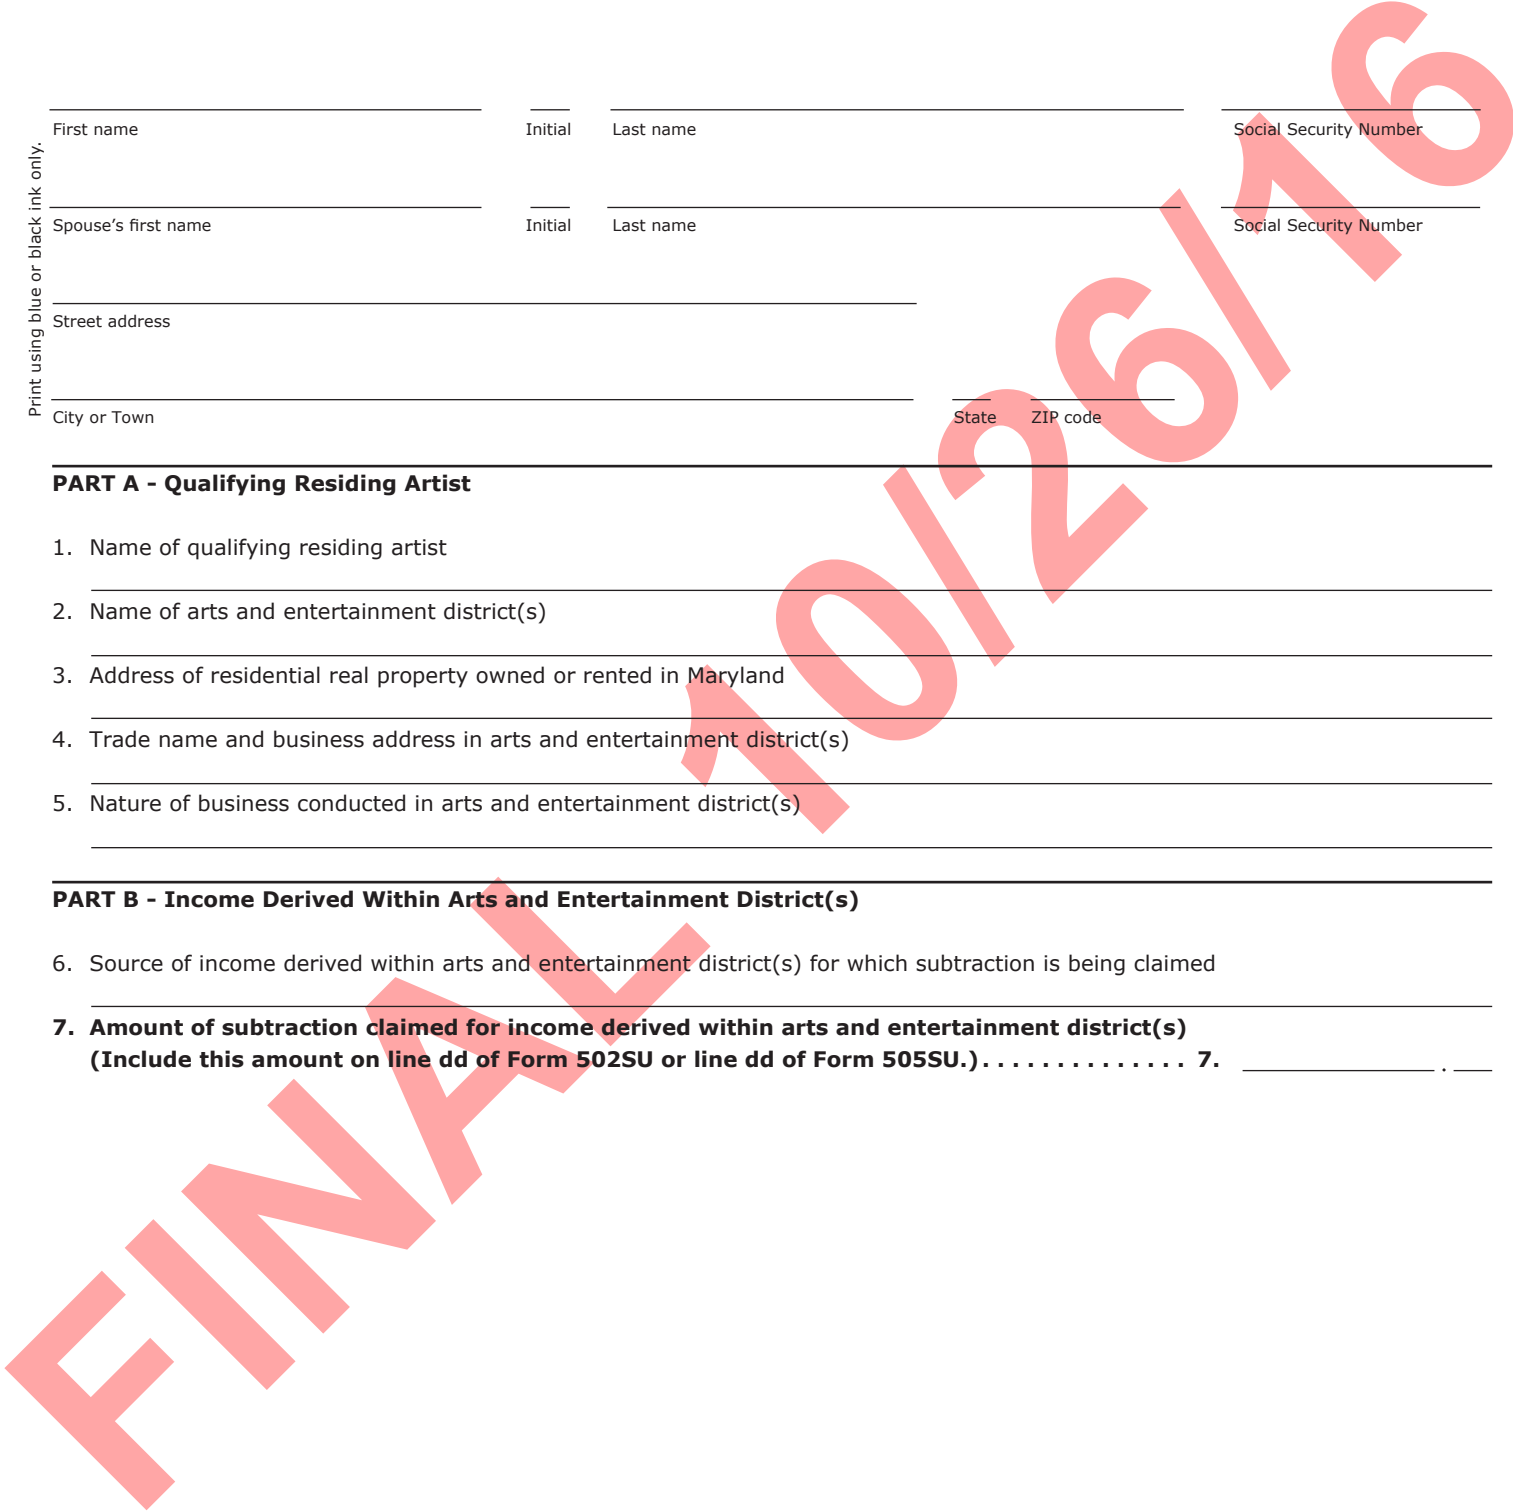 First name Initial Last name Social Security Number
Print using blue or black ink only.
Spouse’s first name Initial Last name Social Security Number
Street address
City or Town State ZIP code
PART A - Qualifying Residing Artist
1. Name of qualifying residing artist
2. Name of arts and entertainment district(s)
3. Address of residential real property owned or rented in Maryland
4. Trade name and business address in arts and entertainment district(s)
5. Nature of business conducted in arts and entertainment district(s)
PART B - Income Derived Within Arts and Entertainment District(s)
6. Source of income derived within arts and entertainment district(s) for which subtraction is being claimed
7. Amount of subtraction claimed for income derived within arts and entertainment district(s)
(Include this amount on line dd of Form 502SU or line dd of Form 505SU.) . . . . . . . . . . . . . . 7. .
FINAL 10/26/16